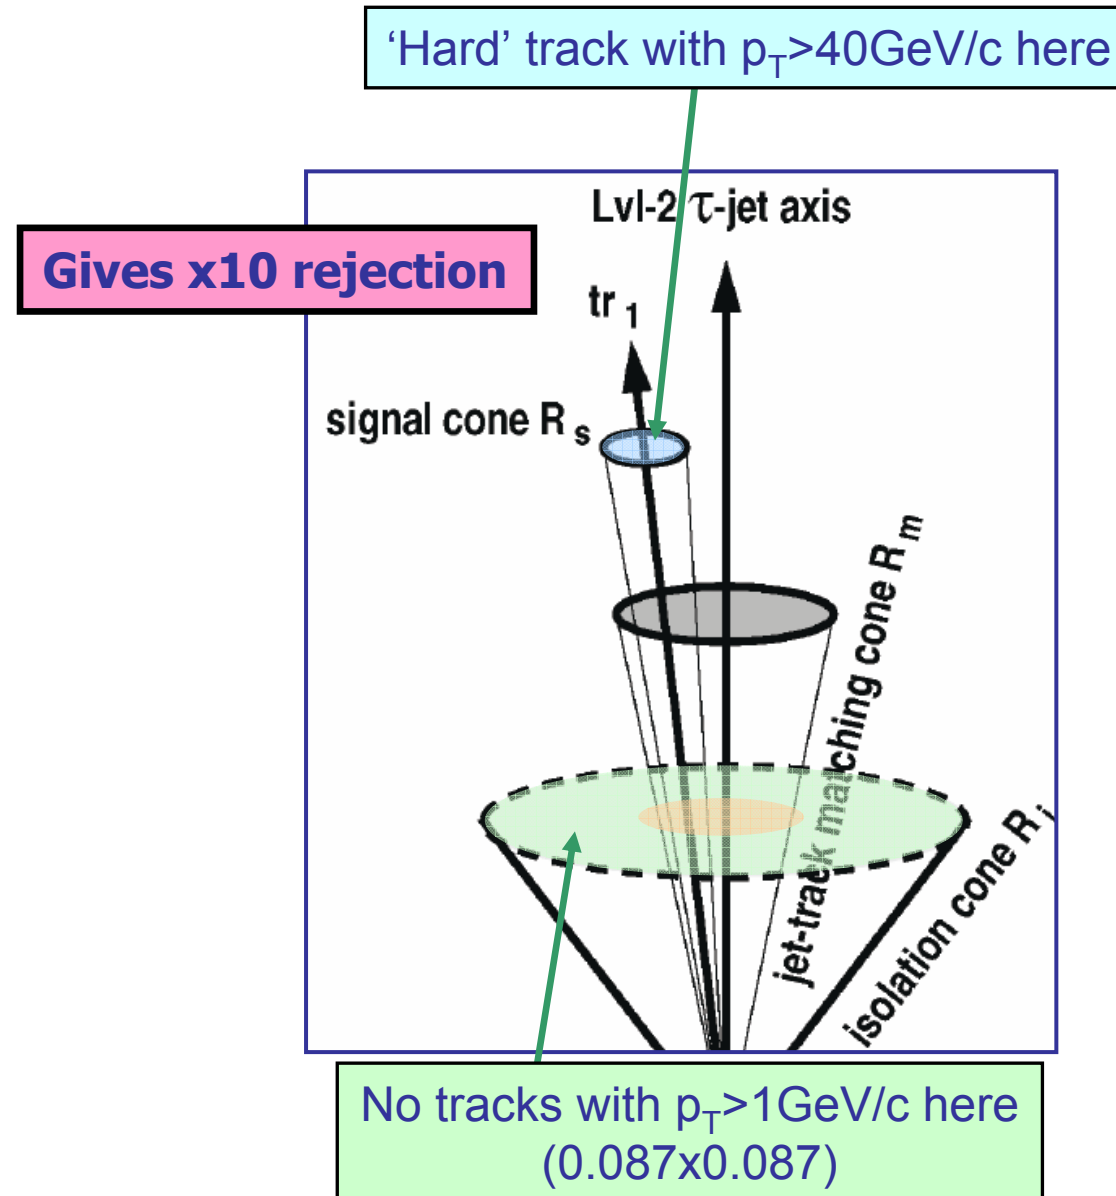 ‘Hard’ track with pT>40GeV/c here
Lvl-2 τ-jet axis
Gives x10 rejection
tr 1
signal cone R s
jet-track matching cone R m
isolation cone R i
No tracks with pT>1GeV/c here
(0.087x0.087)